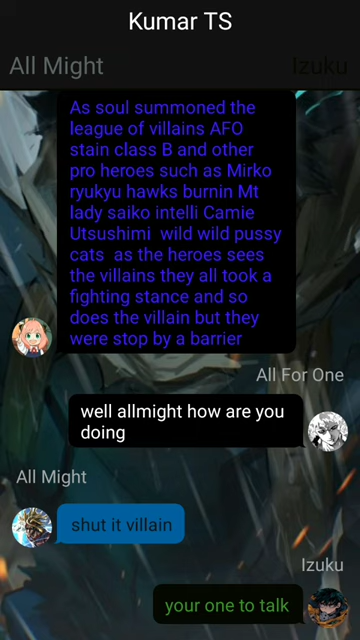 Kumar TS
All Might
Izuku
As soul summoned the
league of villains AFO
stain class B and other
pro heroes such as Mirko
ryukyu hawks burnin Mt
lady saiko intelli Camie
Utsushimi  wild wild pussy
cats  as the heroes sees
the villains they all took a
fighting stance and so
does the villain but they
were stop by a barrier
All For One
well allmight how are you
doing
All Might
shut it villain
Izuku
your one to talk